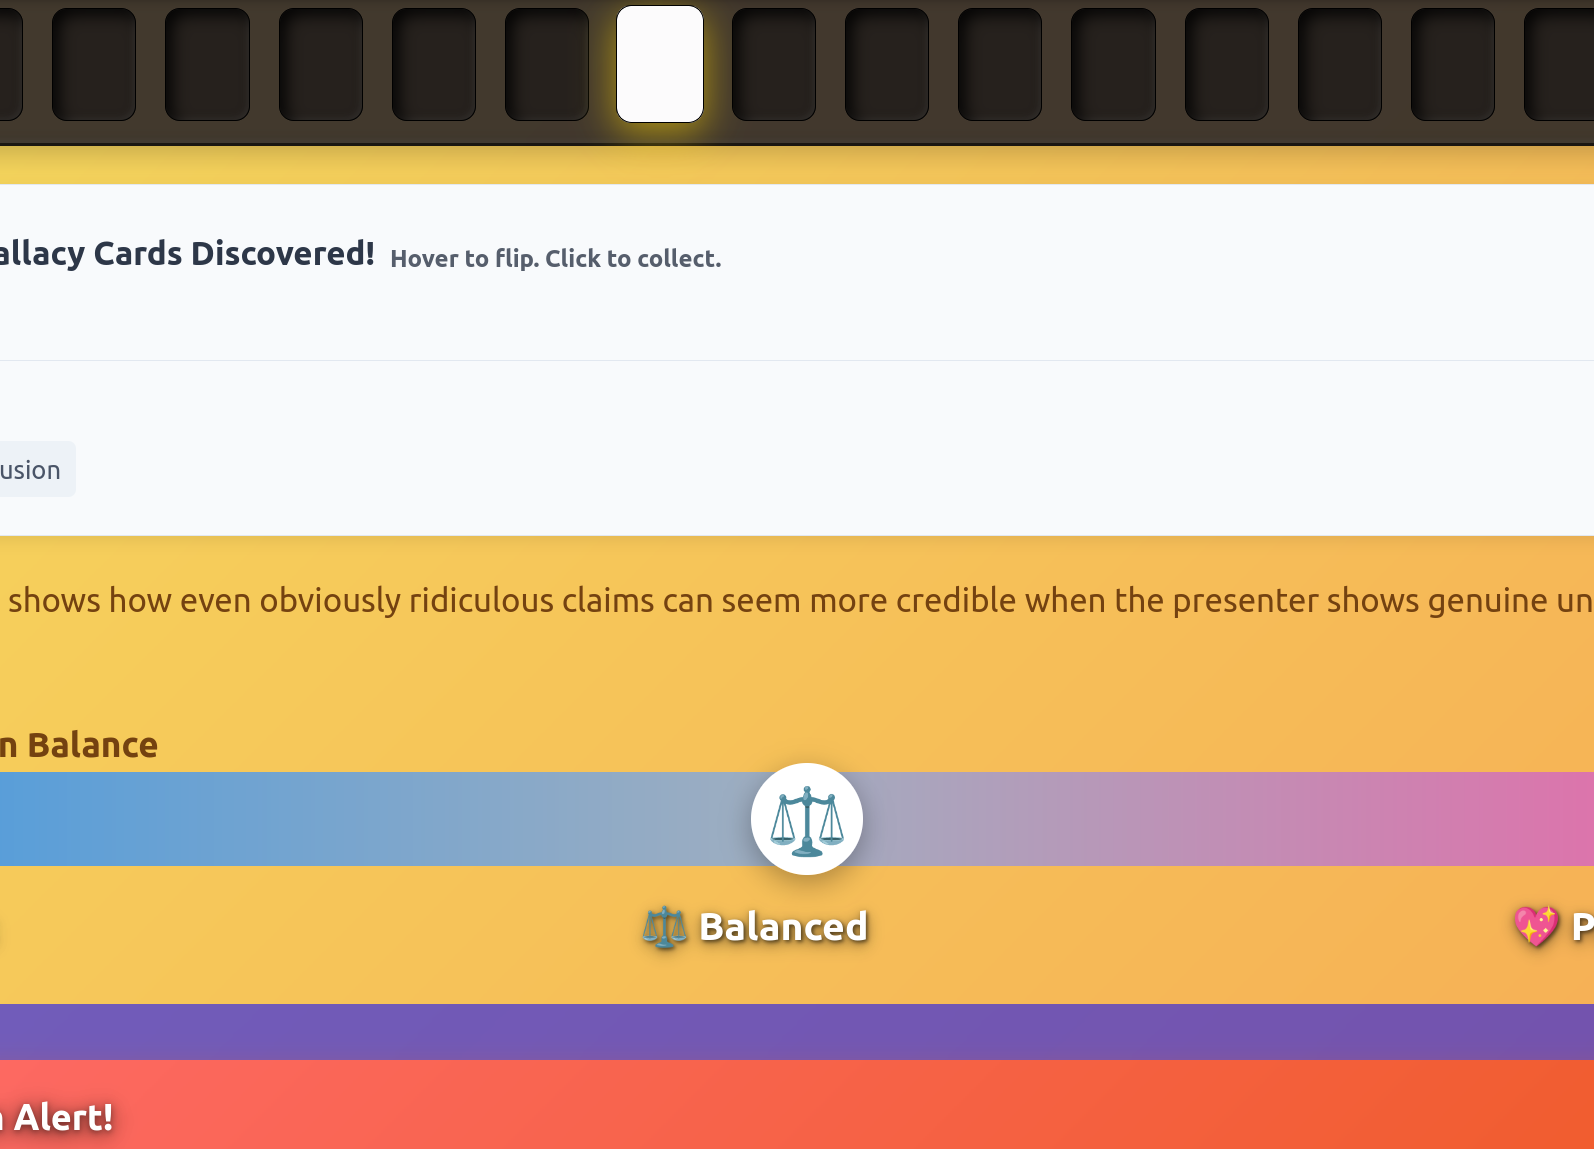 allacy Cards Discovered! Hover to flip. Click to collect.
usion
shows how even obviously ridiculous claims can seem more credible when the presenter shows genuine un
n Balance
Balanced
P
Alert!